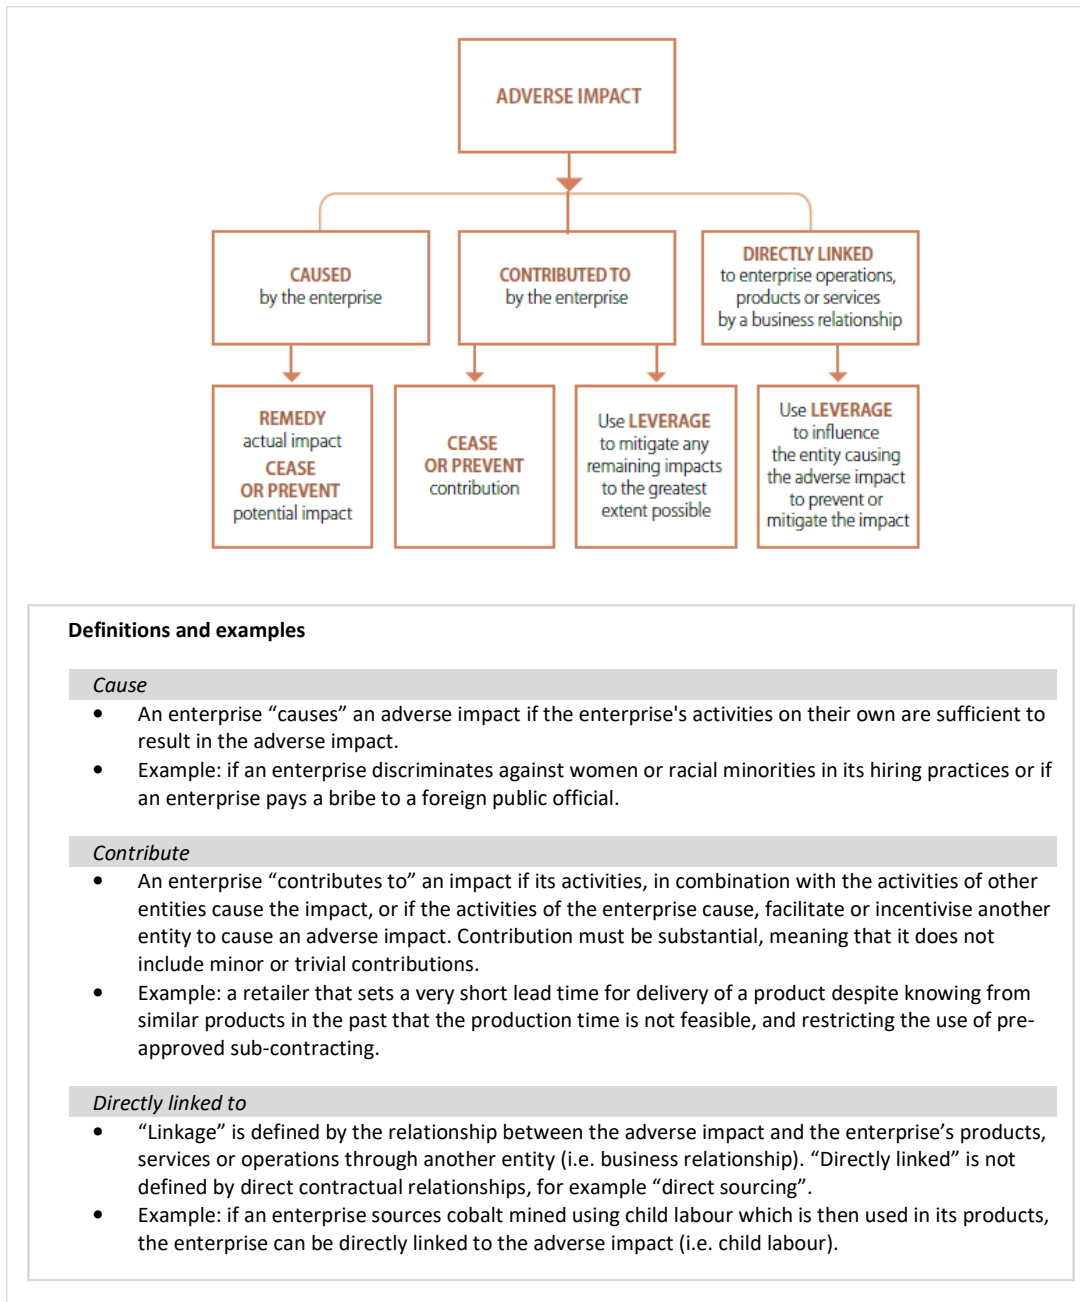 ADVERSE IMPACT
CAUSED
by the enterprise
CONTRIBUTED TO
by the enterprise
DIRECTLY LINKED
to enterprise operations,
products or services
by a business relationship
REMEDY
actual impact
CEASE
OR PREVENT
potential impact
CEASE
OR PREVENT
contribution
Use LEVERAGE
to mitigate any
remaining impacts
to the greatest
extent possible
Use LEVERAGE
to influence
the entity causing
the adverse impact
to prevent or
mitigate the impact
Definitions and examples
Cause
• An enterprise “causes” an adverse impact if the enterprise's activities on their own are sufficient to
result in the adverse impact.
• Example: if an enterprise discriminates against women or racial minorities in its hiring practices or if
an enterprise pays a bribe to a foreign public official.
Contribute
• An enterprise “contributes to” an impact if its activities, in combination with the activities of other
entities cause the impact, or if the activities of the enterprise cause, facilitate or incentivise another
entity to cause an adverse impact. Contribution must be substantial, meaning that it does not
include minor or trivial contributions.
• Example: a retailer that sets a very short lead time for delivery of a product despite knowing from
similar products in the past that the production time is not feasible, and restricting the use of pre-
approved sub-contracting.
Directly linked to
• “Linkage” is defined by the relationship between the adverse impact and the enterprise’s products,
services or operations through another entity (i.e. business relationship). “Directly linked” is not
defined by direct contractual relationships, for example “direct sourcing”.
• Example: if an enterprise sources cobalt mined using child labour which is then used in its products,
the enterprise can be directly linked to the adverse impact (i.e. child labour).